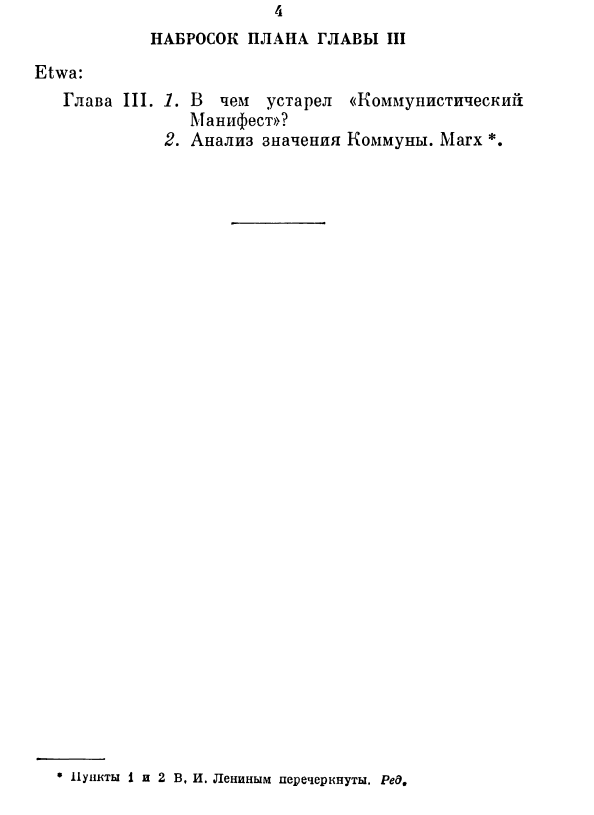 4
НАБРОСОК ПЛАНА ГЛАВЫ III
Etwa:
Глава III. 1. В чем устарел «Коммунистический
Манифест»?
2. Анализ значения Коммуны. Marx *.
* Пункты 1 и 2 В. И. Лениным перечеркнуты. Ред.